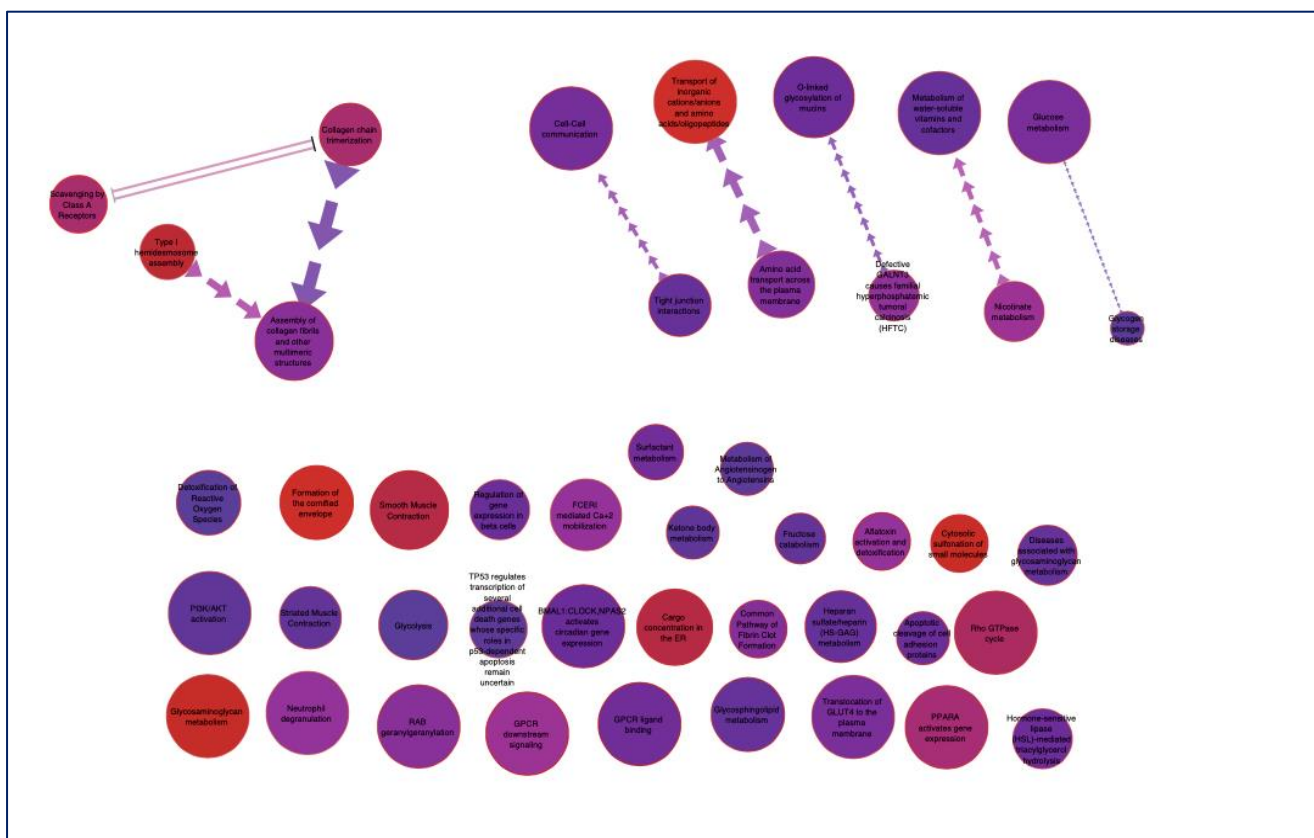 Collagen chain
trimerization
Scavenging by
Class A
Receptors
Type I
hemidesmosome
assembly
Assembly of
collagen fibrils
and other
multimeric
structures
Cell-Cell
communication
Transport of
inorganic
cations/anions
and amino
acids/oligopeptides
O-linked
glycosylation of
mucins
Metabolism of
water-soluble
vitamins and
cofactors
Glucose
metabolism
Tight junction
interactions
Amino acid
transport across
the plasma
membrane
Defective
GALNT3
causes familial
hyperphosphatemic
tumoral
calcinosis
(HFTC)
Nicotinate
metabolism
Glycogen
storage
diseases
Surfactant
metabolism
Metabolism of
Angiotensinogen
to Angiotensins
Detoxification of
Reactive
Oxygen
Species
Formation of
the cornified
envelope
Smooth Muscle
Contraction
Regulation of
gene
expression in
beta cells
FCERI
mediated Ca+2
mobilization
Ketone body
metabolism
Fructose
catabolism
Aflatoxin
activation and
detoxification
Cytosolic
sulfonation of
small molecules
Diseases
associated with
glycosaminoglycan
metabolism
PI3K/AKT
activation
Striated Muscle
Contraction
Glycolysis
TP53 regulates
transcription of
several
additional cell
death genes
whose specific
roles in
p53-dependent
apoptosis
remain
uncertain
BMAL1:CLOCK,NPAS2
activates
circadian gene
expression
Cargo
concentration in
the ER
Common
Pathway of
Fibrin Clot
Formation
Heparan
sulfate/heparin
(HS-GAG)
metabolism
Apoptotic
cleavage of cell
adhesion
proteins
Rho GTPase
cycle
Glycosaminoglycan
metabolism
Neutrophil
degranulation
RAB
geranylgeranylation
GPCR
downstream
signaling
GPCR ligand
binding
Glycosphingolipid
metabolism
Translocation of
GLUT4 to the
plasma
membrane
PPARA
activates gene
expression
Hormone-sensitive
lipase
(HSL)-mediated
triacylglycerol
hydrolysis